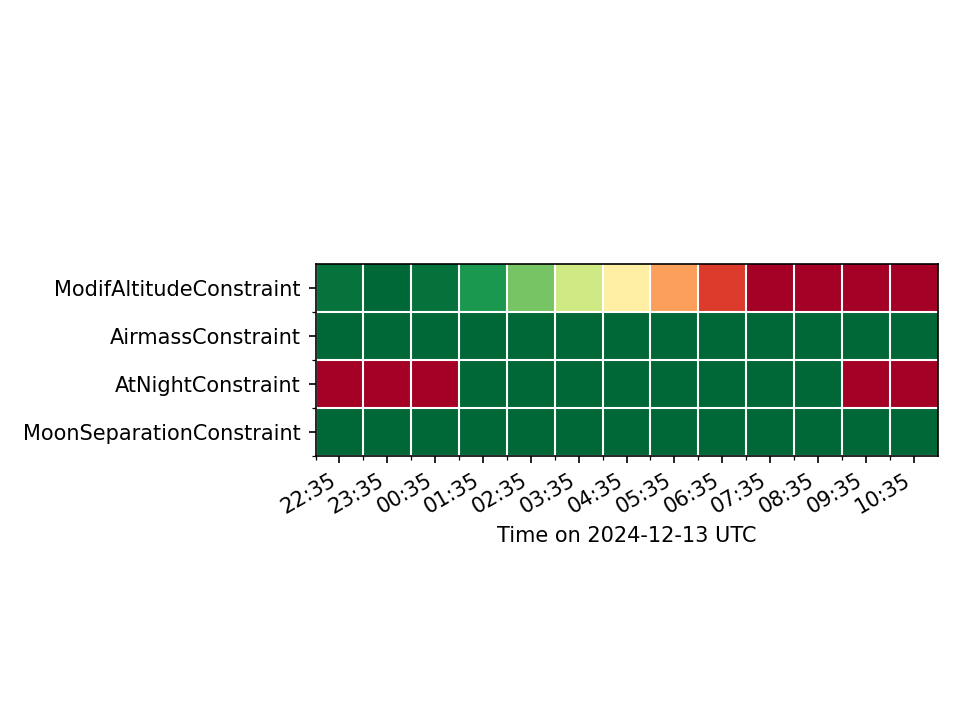 ModifAltitudeConstraint
AirmassConstraint
AtNightConstraint
MoonSeparationConstraint
22:35 23:35 00:35 01:35 02:35 03:35 04:35 05:35 06:35 07:35 08:35 09:35 10:35
Time on 2024-12-13 UTC